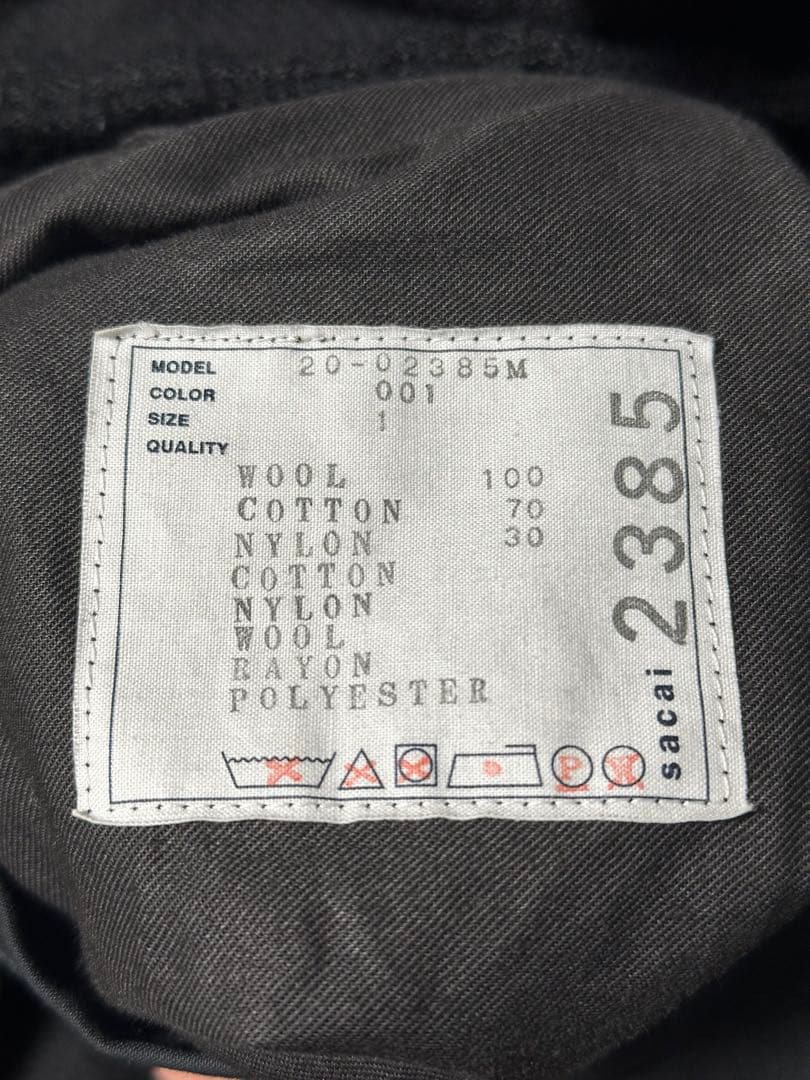 MODEL 20-02385M
COLOR 001
SIZE 1
QUALITY
WOOL 100
COTTON 70
NYLON 30
COTTON
NYLON
WOOL
RAYON
POLYESTER
P
W
sacai 2385